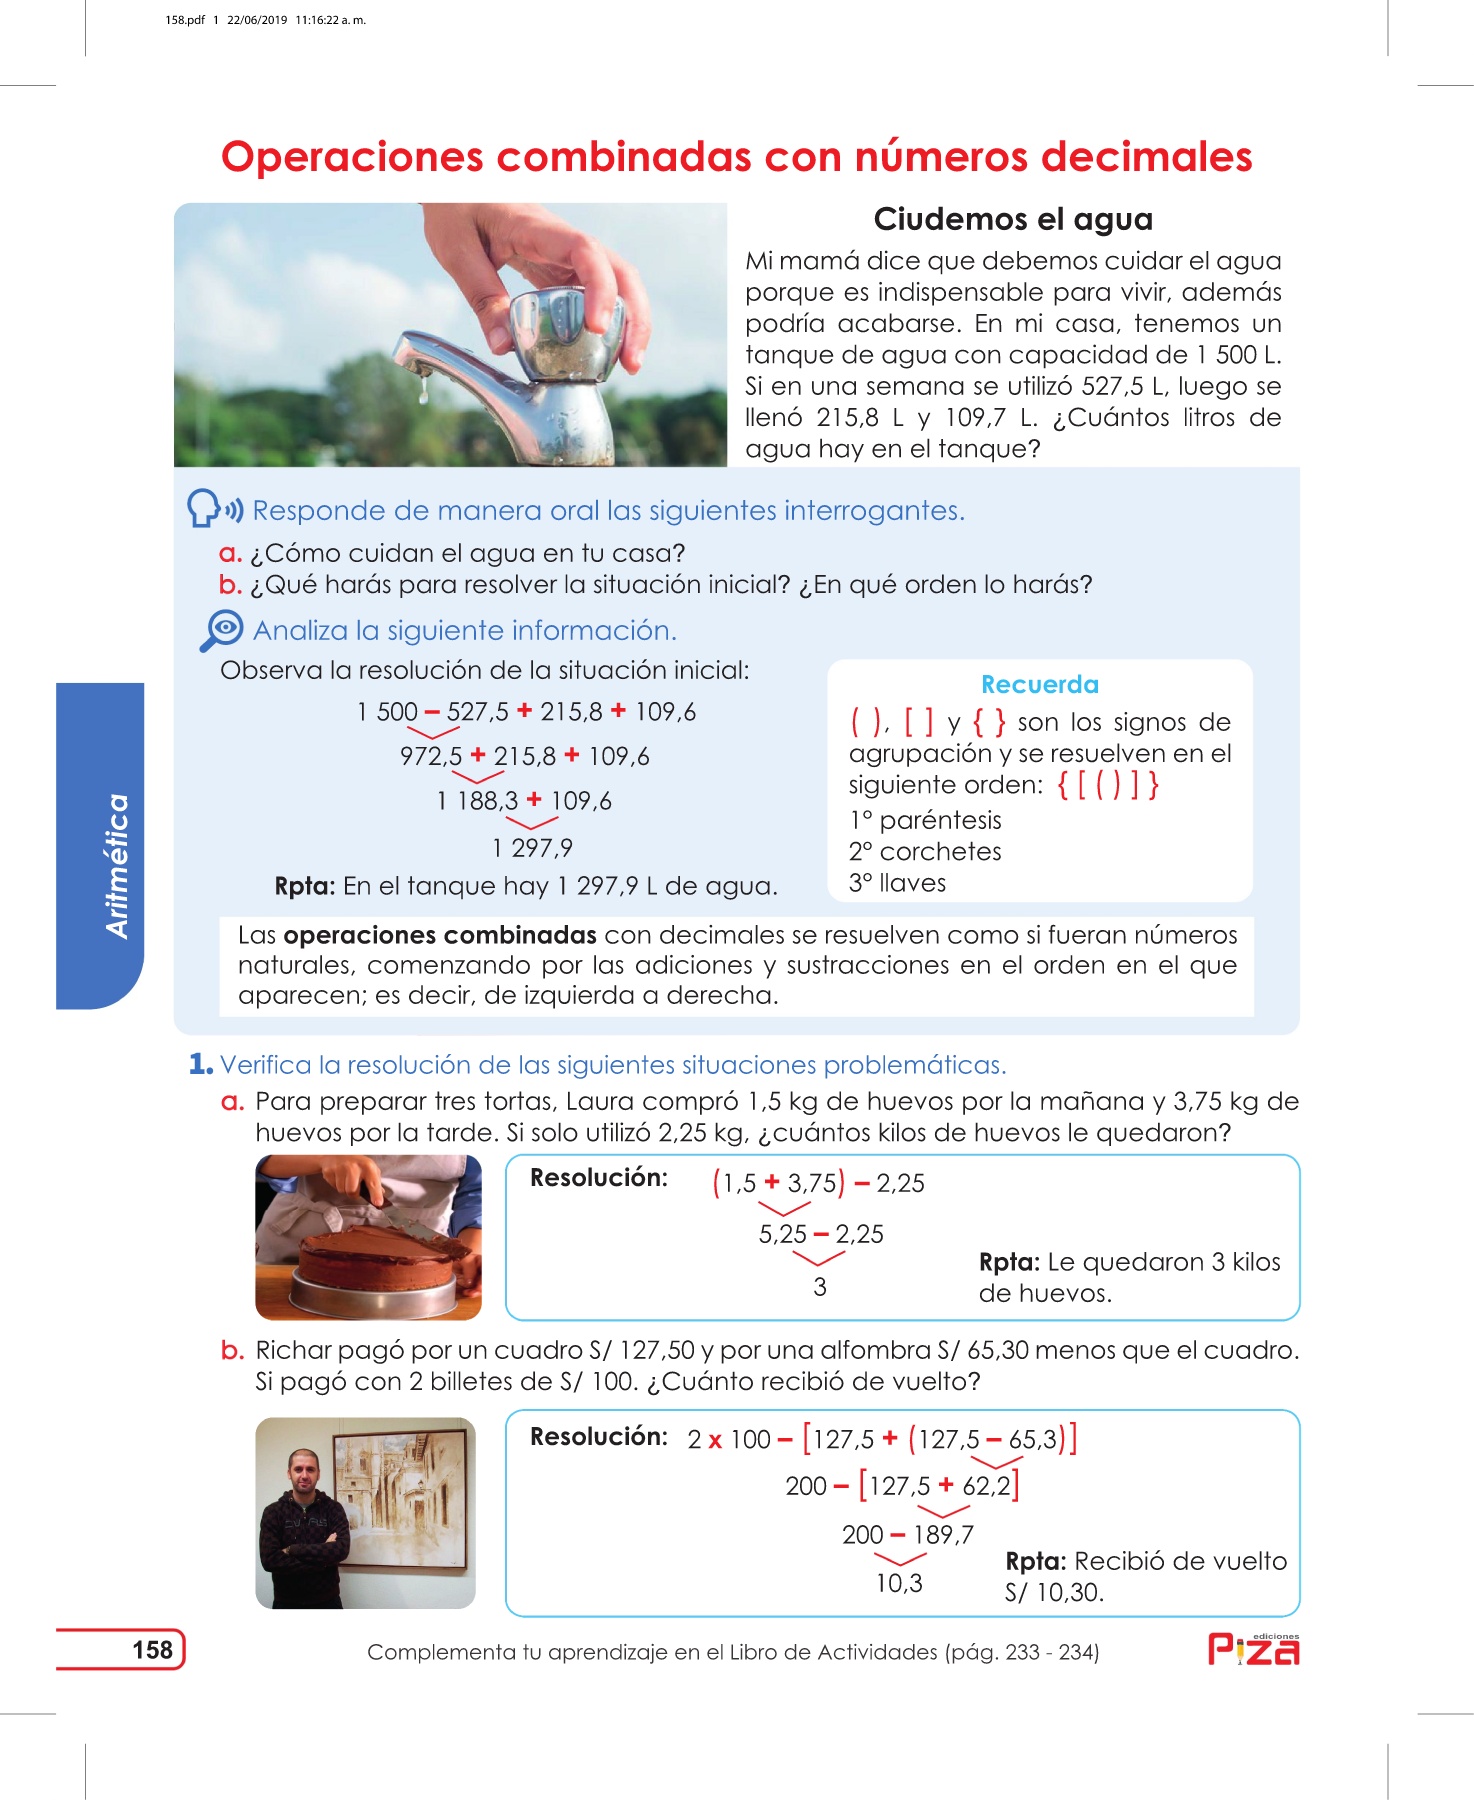 158.pdf 1 22/06/2019 11:16:22 a. m.
Operaciones combinadas con números decimales
Ciudemos el agua
Mi mamá dice que debemos cuidar el agua
porque es indispensable para vivir, además
podría acabarse. En mi casa, tenemos un
tanque de agua con capacidad de 1 500 L.
Si en una semana se utilizó 527,5 L, luego se
llenó 215,8 L y 109,7 L. ¿Cuántos litros de
agua hay en el tanque?
Responde de manera oral las siguientes interrogantes.
a. ¿Cómo cuidan el agua en tu casa?
b. ¿Qué harás para resolver la situación inicial? ¿En qué orden lo harás?
Analiza la siguiente información.
Observa la resolución de la situación inicial:
1 500 – 527,5 + 215,8 + 109,6
972,5 + 215,8 + 109,6
1 188,3 + 109,6
1 297,9
Rpta: En el tanque hay 1 297,9 L de agua.
Recuerda
( ), [ ] y { } son los signos de
agrupación y se resuelven en el
siguiente orden: { [ ( ) ] }
1° paréntesis
2° corchetes
3° llaves
Las operaciones combinadas con decimales se resuelven como si fueran números
naturales, comenzando por las adiciones y sustracciones en el orden en el que
aparecen; es decir, de izquierda a derecha.
Aritmética
1. Verifica la resolución de las siguientes situaciones problemáticas.
a. Para preparar tres tortas, Laura compró 1,5 kg de huevos por la mañana y 3,75 kg de
huevos por la tarde. Si solo utilizó 2,25 kg, ¿cuántos kilos de huevos le quedaron?
Resolución: (1,5 + 3,75) – 2,25
5,25 – 2,25
3
Rpta: Le quedaron 3 kilos
de huevos.
b. Richar pagó por un cuadro S/ 127,50 y por una alfombra S/ 65,30 menos que el cuadro.
Si pagó con 2 billetes de S/ 100. ¿Cuánto recibió de vuelto?
Resolución: 2 x 100 – [127,5 + (127,5 – 65,3)]
200 – [127,5 + 62,2]
200 – 189,7
10,3
Rpta: Recibió de vuelto
S/ 10,30.
158
Complementa tu aprendizaje en el Libro de Actividades (pág. 233 - 234)
ediciones
Piza